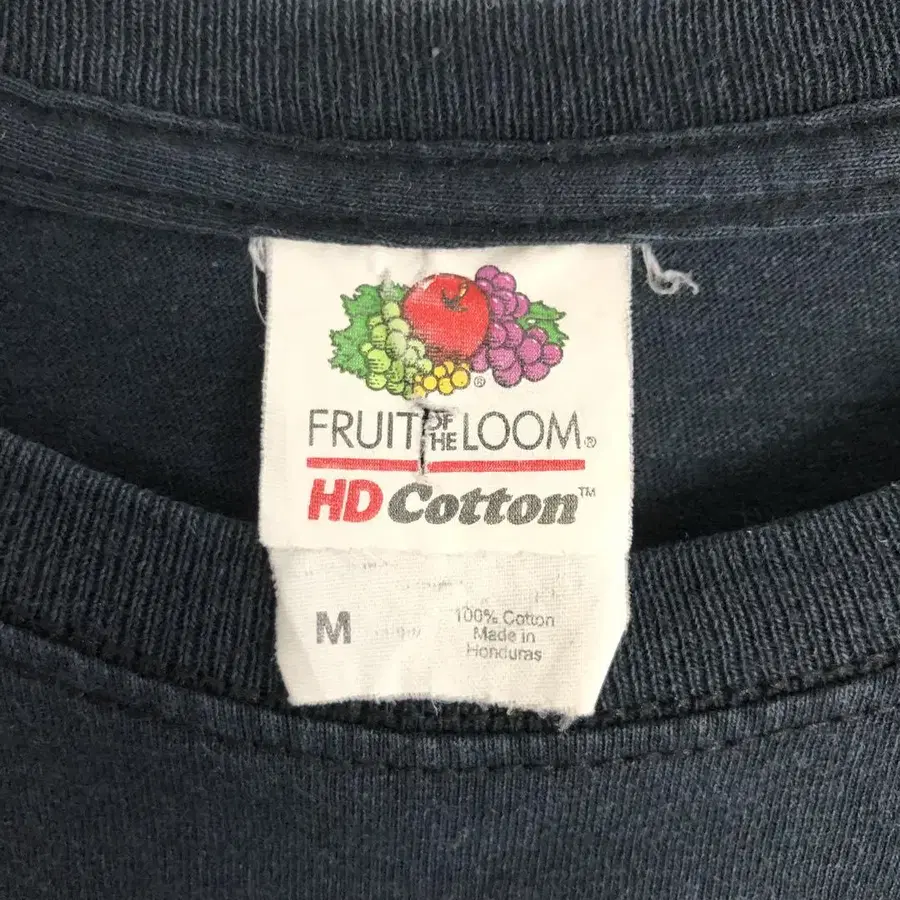 ®
FRUIT OF THE LOOM®
HD Cotton™
M
100% Cotton
Made in
Honduras